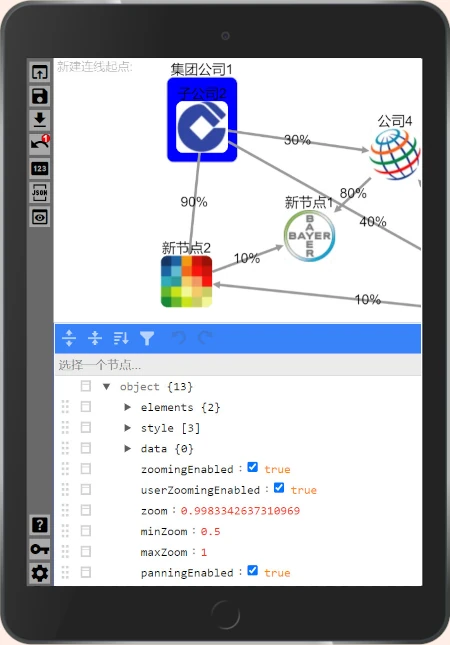 新建连线起点:
集团公司1
子公司2
公司4
30%
90%
80%
新节点1
40%
BAYER
BAYER
新节点2
10%
10%
1
123
JSON
选择一个节点...
object {13}
elements {2}
style [3]
data {0}
zoomingEnabled : true
userZoomingEnabled : true
zoom : 0.9983342637310969
minZoom : 0.5
maxZoom : 1
panningEnabled : true
?